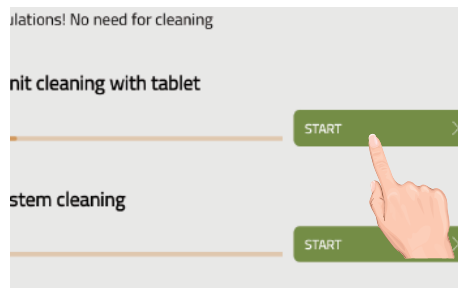 ulations! No need for cleaning
nit cleaning with tablet
START
stem cleaning
START